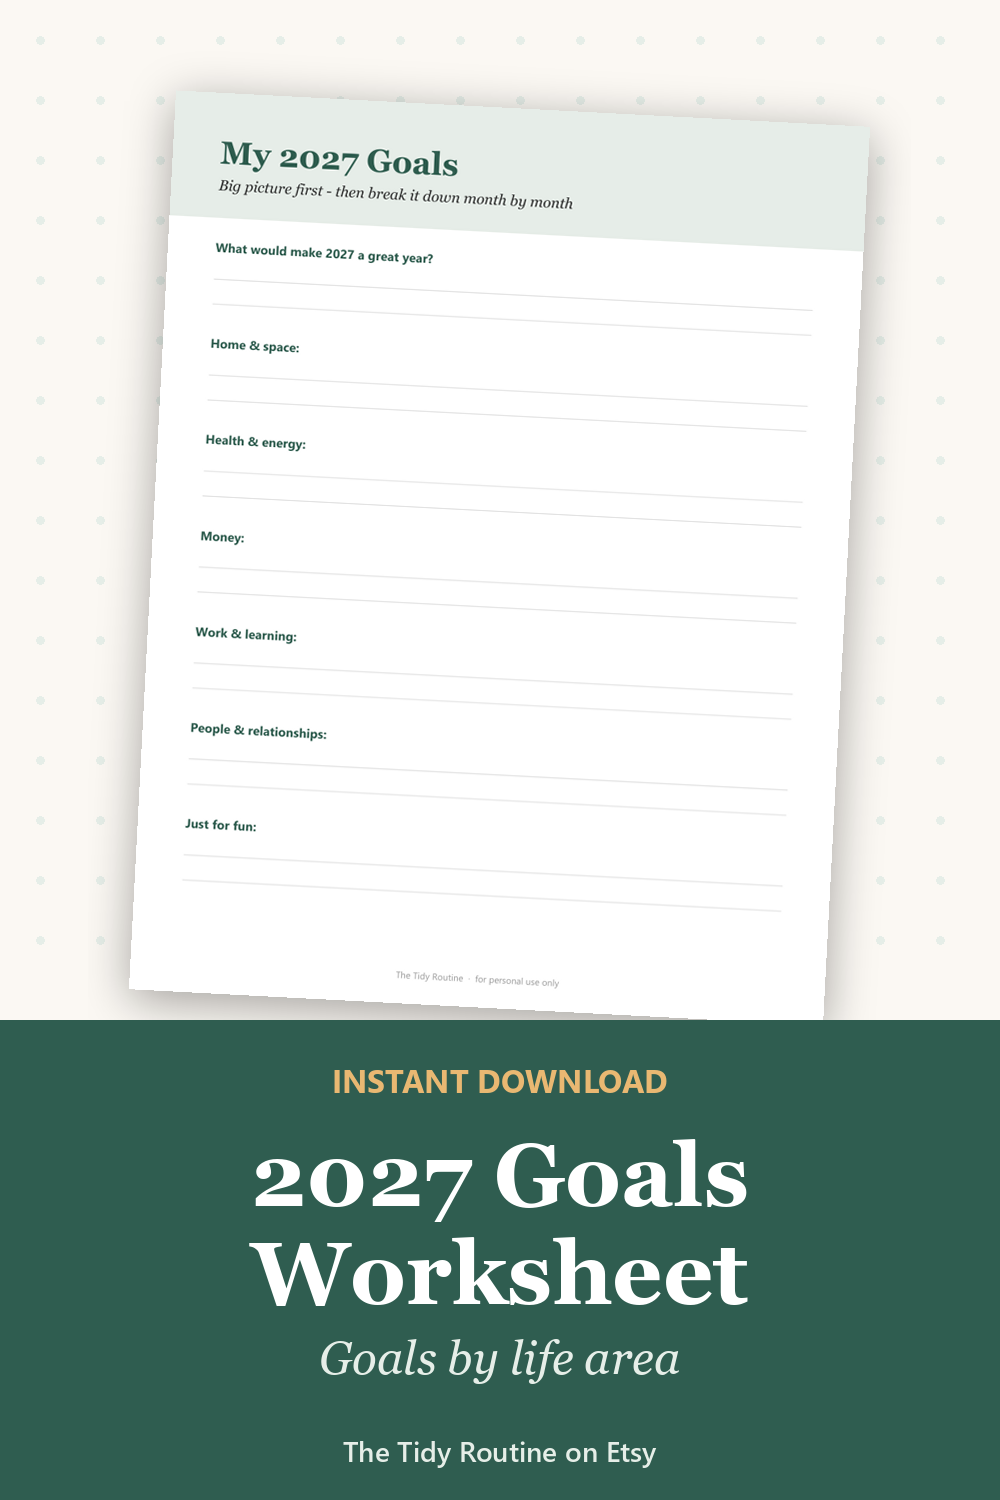 My 2027 Goals
Big picture first - then break it down month by month
What would make 2027 a great year?
Home & space:
Health & energy:
Money:
Work & learning:
People & relationships:
Just for fun:
The Tidy Routine · for personal use only
INSTANT DOWNLOAD
2027 Goals
Worksheet
Goals by life area
The Tidy Routine on Etsy